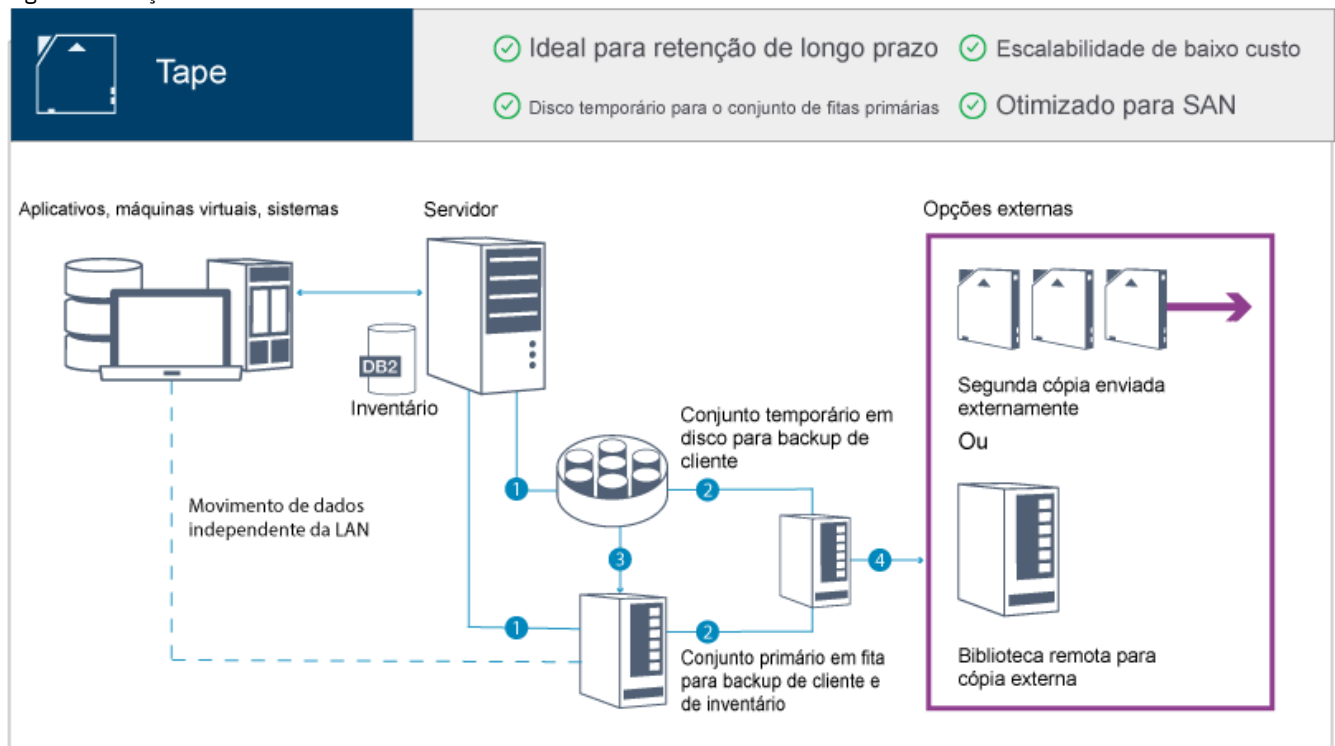 Tape
Ideal para retenção de longo prazo
Escalabilidade de baixo custo
Disco temporário para o conjunto de fitas primárias
Otimizado para SAN
Aplicativos, máquinas virtuais, sistemas
Servidor
Opções externas
DB2
Inventário
Segunda cópia enviada
externamente
Ou
Conjunto temporário em
disco para backup de
cliente
1
2
Movimento de dados
independente da LAN
3
4
1
2
Conjunto primário em fita
para backup de cliente e
de inventário
Biblioteca remota para
cópia externa